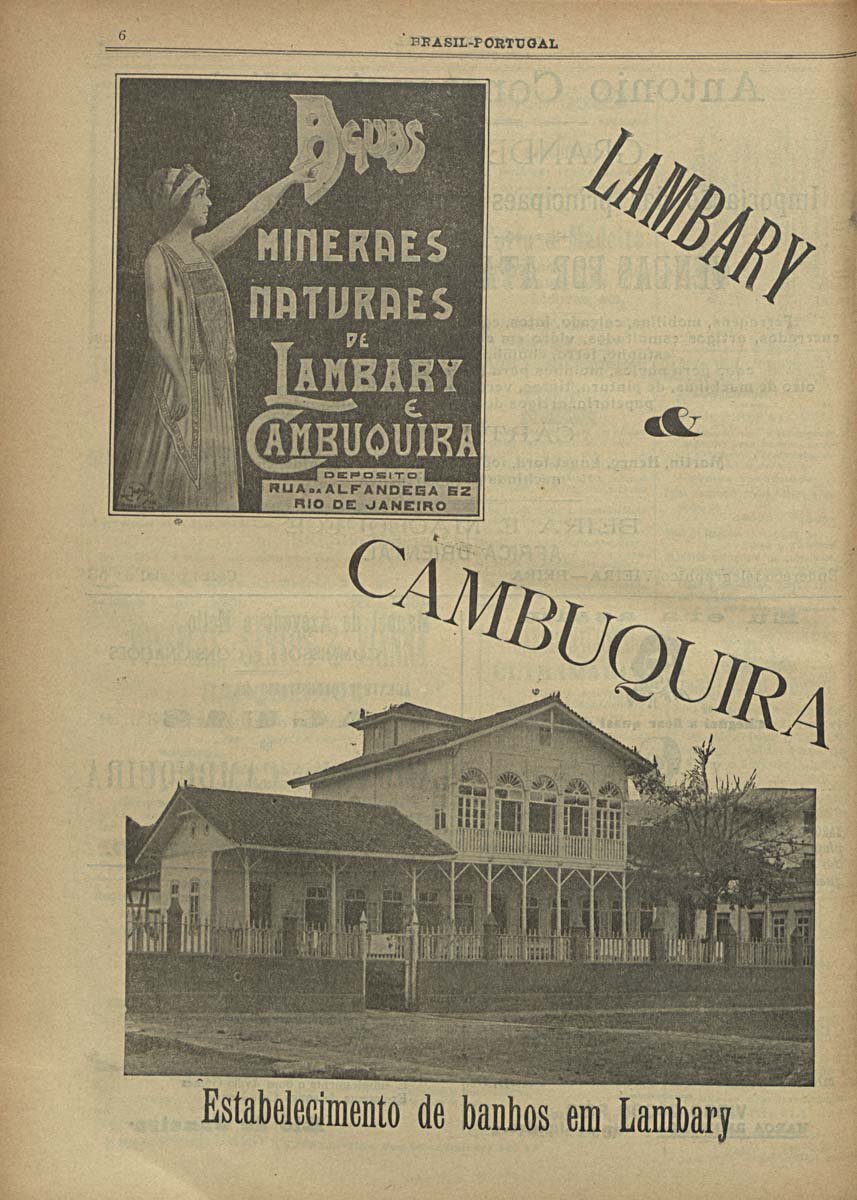 6
BRASIL-PORTUGAL
AGUAS
MINERAES
NATURAES
DE
LAMBARY
E
CAMBUQUIRA
DEPOSITO
RUA DA ALFANDEGA 62
RIO DE JANEIRO
LAMBARY
&
CAMBUQUIRA
Estabelecimento de banhos em Lambary